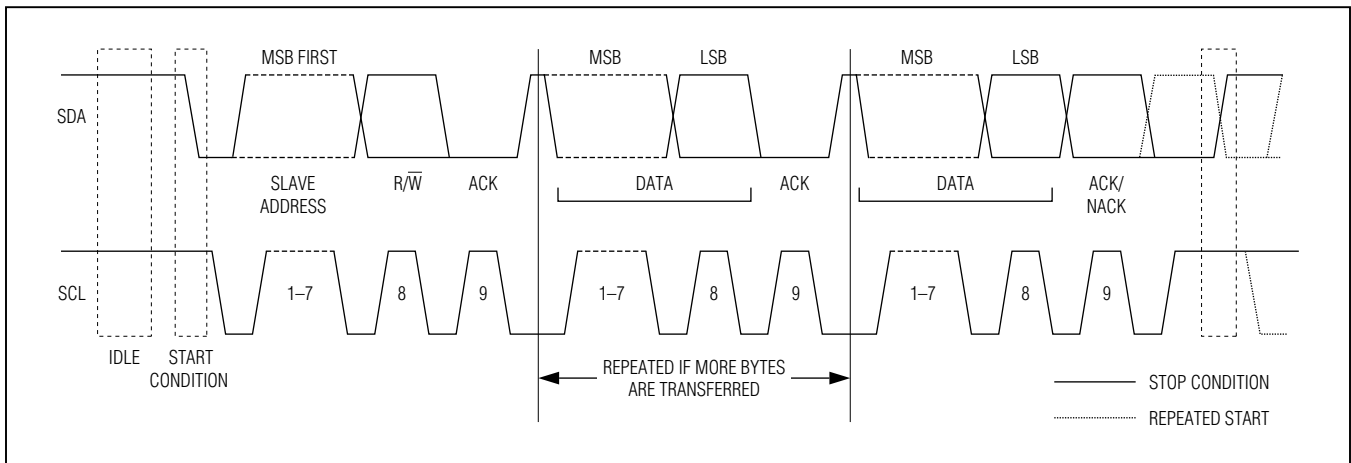 MSB FIRST
MSB
LSB
MSB
LSB
SDA
SLAVE
ADDRESS
R/W̅
ACK
DATA
ACK
DATA
ACK/
NACK
SCL
1–7
8
9
1–7
8
9
1–7
8
9
IDLE
START
CONDITION
REPEATED IF MORE BYTES
ARE TRANSFERRED
STOP CONDITION
REPEATED START